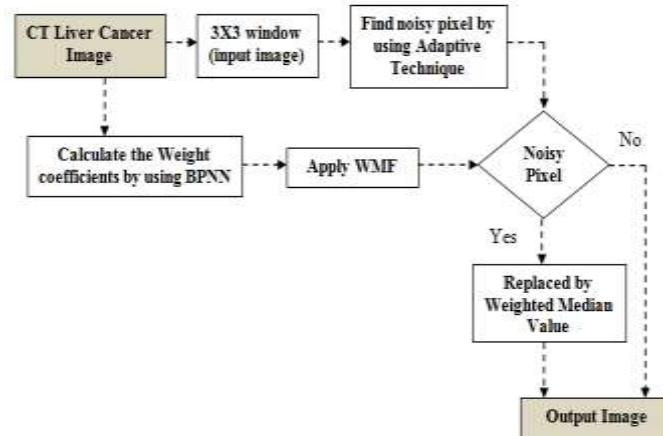 CT Liver Cancer
Image
3X3 window
(input image)
Find noisy pixel by
using Adaptive
Technique
Calculate the Weight
coefficients by using BPNN
Apply WMF
Noisy
Pixel
No
Yes
Replaced by
Weighted Median
Value
Output Image